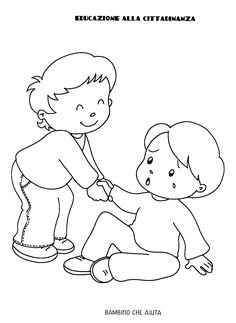 EDUCAZIONE ALLA CITTADINANZA
BAMBINO CHE AIUTA